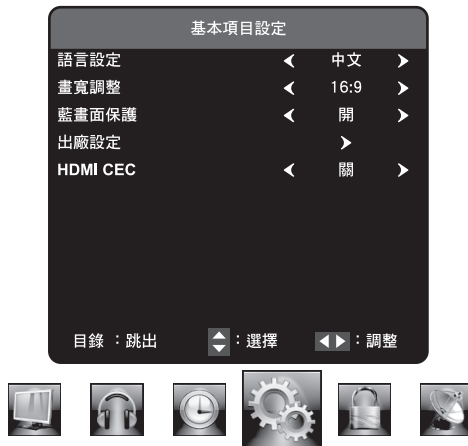 基本項目設定
語言設定 中文
畫寬調整 16:9
藍畫面保護 開
出廠設定
HDMI CEC 關
目錄：跳出 ：選擇 ：調整